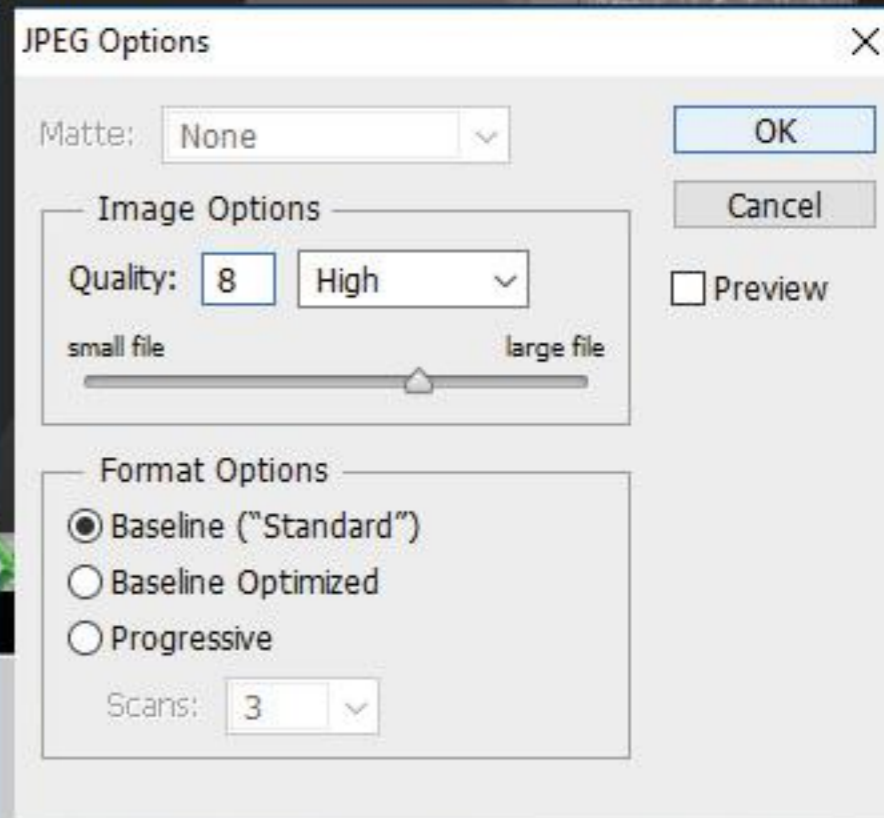 JPEG Options
Matte: None
OK
Cancel
Preview
Image Options
Quality: 8 High
small file large file
Format Options
Baseline (“Standard”)
Baseline Optimized
Progressive
Scans: 3